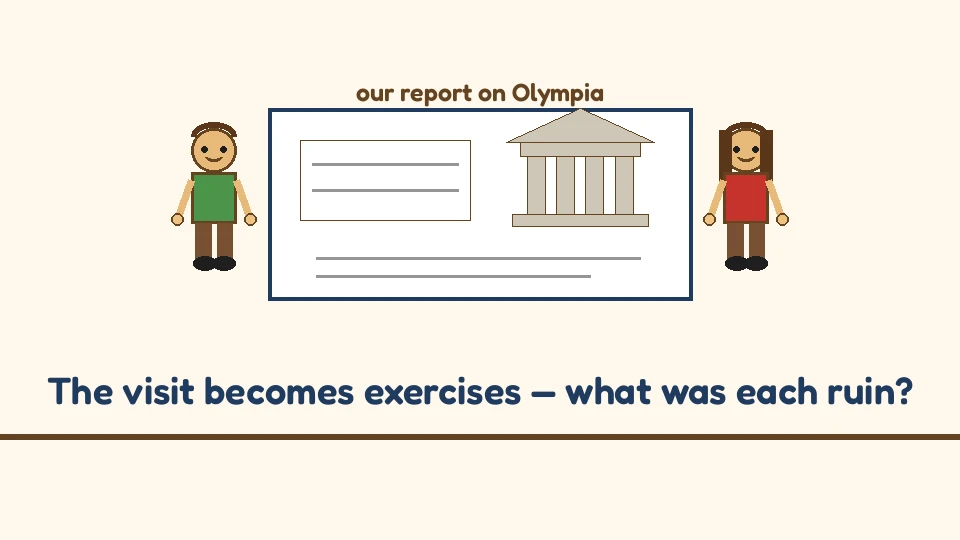 our report on Olympia
The visit becomes exercises — what was each ruin?